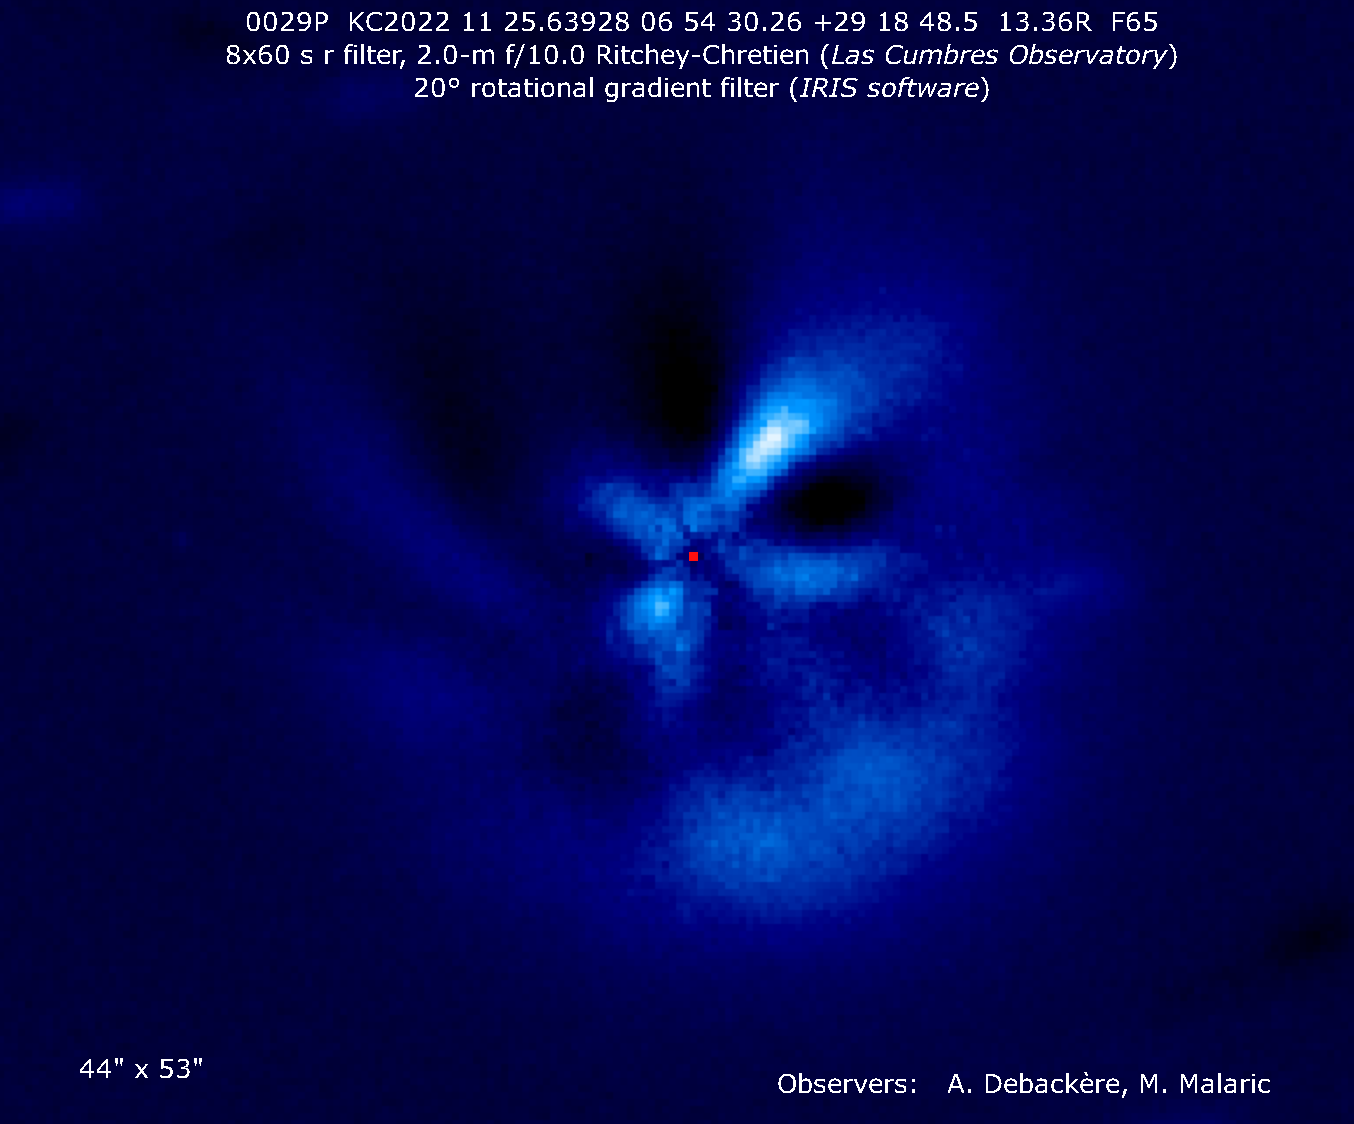 0029P KC2022 11 25.63928 06 54 30.26 +29 18 48.5 13.36R F65
8x60 s r filter, 2.0-m f/10.0 Ritchey-Chretien (Las Cumbres Observatory)
20° rotational gradient filter (IRIS software)
44" x 53"
Observers: A. Debackère, M. Malaric